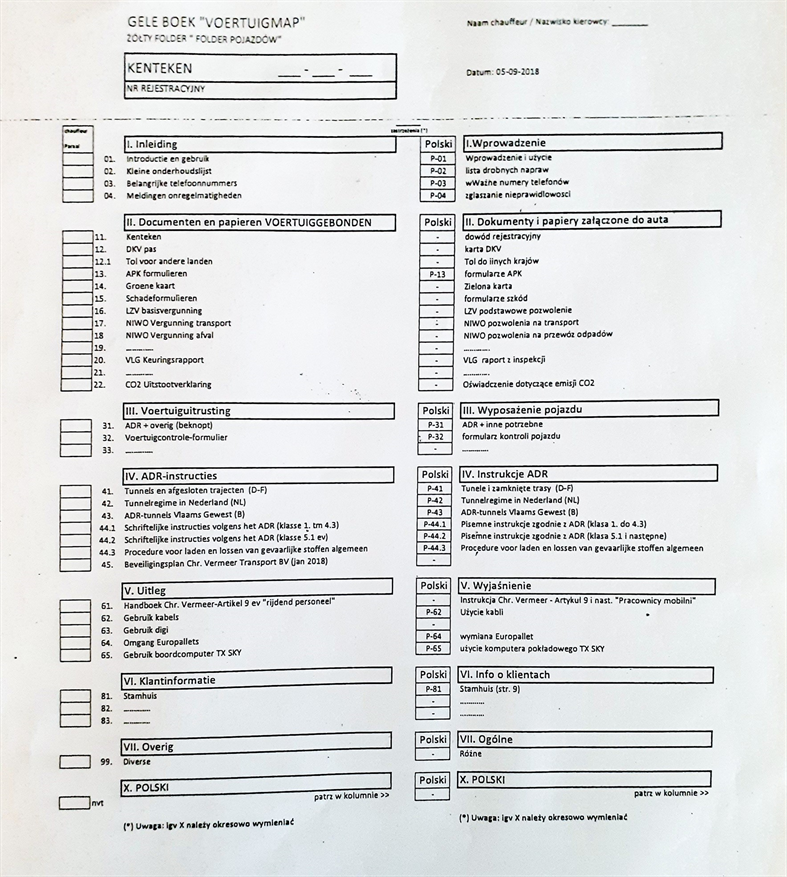 GELE BOEK "VOERTUIGMAP"
ŻÓŁTY FOLDER " FOLDER POJAZDÓW"
Naam chauffeur / Nazwisko kierowcy: ______
KENTEKEN ___ - ___ - ___
NR REJESTRACYJNY
Datum: 05-09-2018
chauffeur
(*)
I. Inleiding
01. Introductie en gebruik
02. Kleine onderhoudslijst
03. Belangrijke telefoonnummers
04. Meldingen onregelmatigheden
II. Documenten en papieren VOERTUIGGEBONDEN
11. Kenteken
12. DKV pas
12.1 Tol voor andere landen
13. APK formulieren
14. Groene kaart
15. Schadeformulieren
16. LZV basisvergunning
17. NIWO Vergunning transport
18 NIWO Vergunning afval
19. ............
20. VLG Keuringsrapport
21. ............
22. CO2 Uitstootverklaring
III. Voertuiguitrusting
31. ADR + overig (beknopt)
32. Voertuigcontrole-formulier
33. ............
IV. ADR-instructies
41. Tunnels en afgesloten trajecten (D-F)
42. Tunnelregime in Nederland (NL)
43. ADR-tunnels Vlaams Gewest (B)
44.1 Schriftelijke instructies volgens het ADR (klasse 1. tm 4.3)
44.2 Schriftelijke instructies volgens het ADR (klasse 5.1 ev)
44.3 Procedure voor laden en lossen van gevaarlijke stoffen algemeen
45. Beveiligingsplan Chr. Vermeer Transport BV (jan 2018)
V. Uitleg
61. Handboek Chr. Vermeer-Artikel 9 ev "rijdend personeel"
62. Gebruik kabels
63. Gebruik digi
64. Omgang Europallets
65. Gebruik boordcomputer TX SKY
VI. Klantinformatie
81. Stamhuis
82. ............
83. ............
VII. Overig
99. Diverse
X. POLSKI
patrz w kolumnie >>
nvt
(*) Uwaga: igv X należy okresowo wymieniać
Polski I.Wprowadzenie
P-01 Wprowadzenie i użycie
P-02 lista drobnych napraw
P-03 wWażne numery telefonów
P-04 zgłaszanie nieprawidlowosci
Polski II. Dokumenty i papiery załączone do auta
- dowód rejestracyjny
- karta DKV
- Tol do iinych krajów
P-13 formularze APK
- Zielona karta
- formularze szkód
- LZV podstawowe pozwolenie
- NIWO pozwolenia na transport
- NIWO pozwolenia na przewóz odpadów
- ............
- VLG raport z inspekcji
- ............
- Oświadzenie dotyczące emisji CO2
Polski III. Wyposażenie pojazdu
P-31 ADR + inne potrzebne
P-32 formularz kontroli pojazdu
- ............
Polski IV. Instrukcje ADR
P-41 Tunele i zamknięte trasy (D-F)
P-42 Tunnelregime in Nederland (NL)
P-43 ADR-tunnels Vlaams Gewest (B)
P-44.1 Pisemne instrukcje zgodnie z ADR (klasa 1. do 4.3)
P-44.2 Pisemne instrukcje zgodnie z ADR (klasa 5.1 i następne)
P-44.3 Procedure voor laden en lossen van gevaarlijke stoffen algemeen
-
Polski V. Wyjaśnienie
- Instrukcja Chr. Vermeer - Artykuł 9 i nast. "Pracownicy mobilni"
P-62 Użycie kabli
-
P-64 wymiana Europallet
P-65 użycie komputera pokładowego TX SKY
Polski VI. Info o klientach
P-81 Stamhuis (str. 9)
- ............
- ............
Polski VII. Ogólne
- Różne
Polski X. POLSKI
- patrz w kolumnie >>
(*) Uwaga: igv X należy okresowo wymieniać